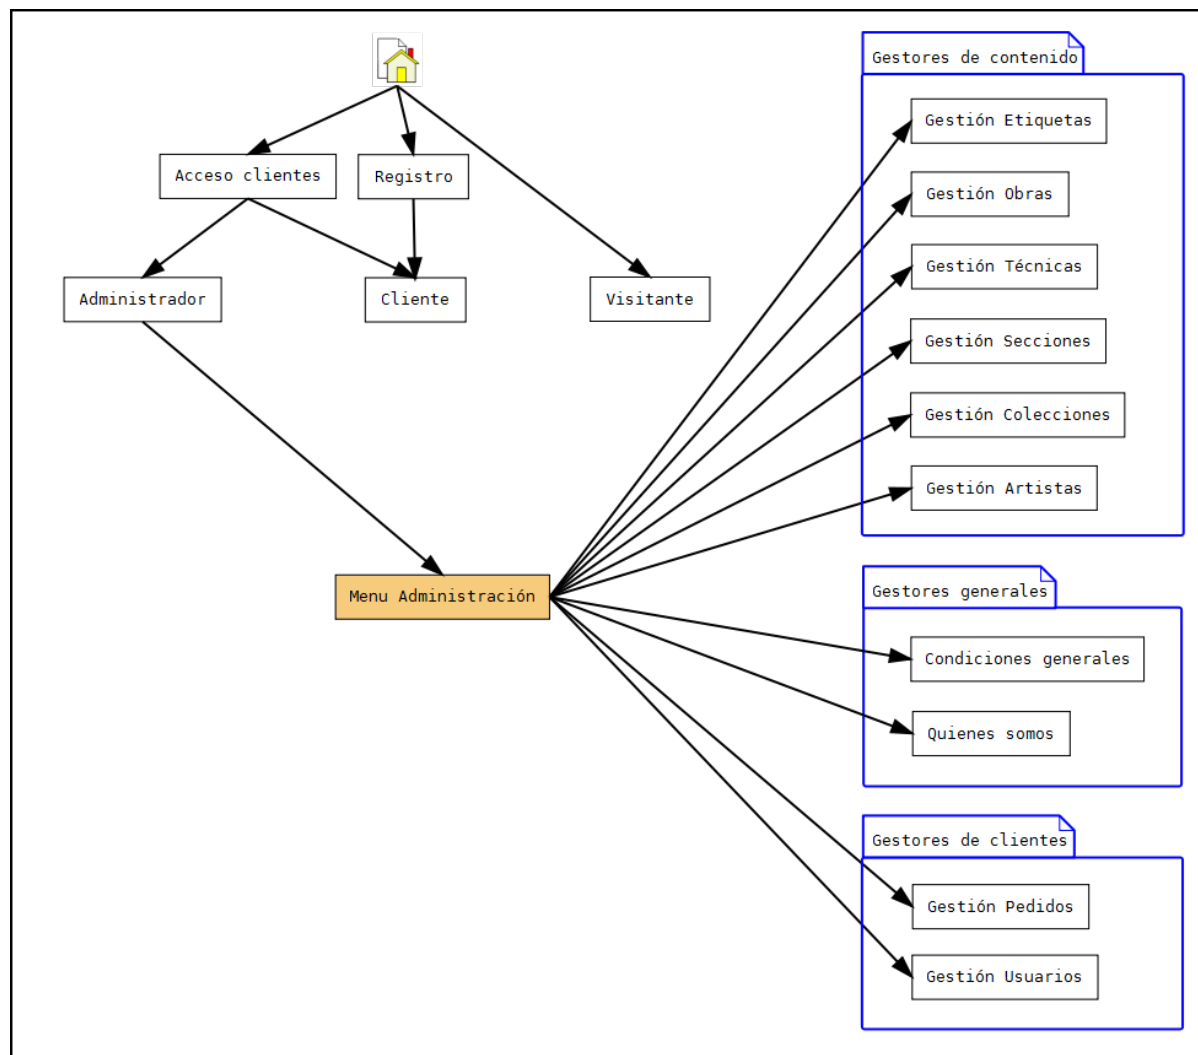 Gestores de contenido
Gestión Etiquetas
Acceso clientes
Registro
Gestión Obras
Gestión Técnicas
Administrador
Cliente
Visitante
Gestión Secciones
Gestión Colecciones
Gestión Artistas
Menu Administración
Gestores generales
Condiciones generales
Quienes somos
Gestores de clientes
Gestión Pedidos
Gestión Usuarios